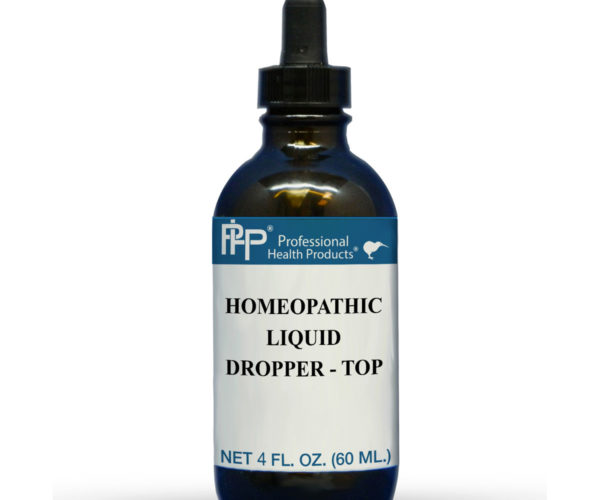 PHP®
Professional
Health Products®
HOMEOPATHIC
LIQUID
DROPPER - TOP
NET 4 FL. OZ. (60 ML.)